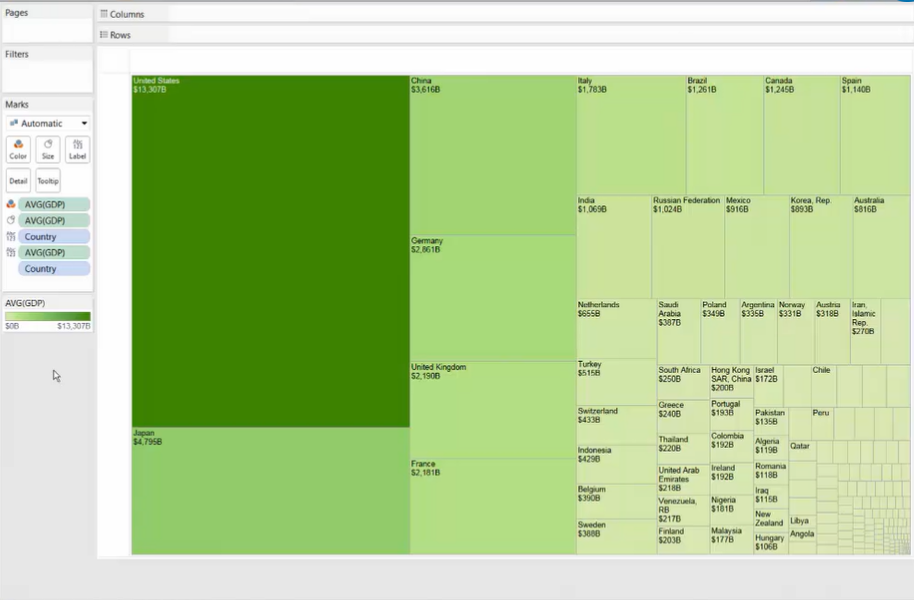 Pages
Columns
Rows
Filters
Marks
Automatic
Color
Size
Label
Detail
Tooltip
AVG(GDP)
AVG(GDP)
Country
AVG(GDP)
Country
AVG(GDP)
$0B
$13,307B
United States
$13,307B
Japan
$4,795B
China
$3,616B
Germany
$2,861B
United Kingdom
$2,190B
France
$2,181B
Italy
$1,783B
Brazil
$1,261B
Canada
$1,245B
Spain
$1,140B
India
$1,069B
Russian Federation
$1,024B
Mexico
$916B
Korea, Rep.
$893B
Australia
$816B
Netherlands
$655B
Turkey
$515B
Switzerland
$433B
Indonesia
$429B
Belgium
$390B
Sweden
$388B
Saudi
Arabia
$387B
Poland
$349B
Argentina
$335B
Norway
$331B
Austria
$318B
Iran,
Islamic
Rep.
$270B
South Africa
$250B
Greece
$240B
Thailand
$220B
United Arab
Emirates
$218B
Venezuela,
RB
$217B
Finland
$203B
Hong Kong
SAR, China
$200B
Portugal
$193B
Colombia
$192B
Ireland
$192B
Nigeria
$181B
Malaysia
$177B
Israel
$172B
Pakistan
$135B
Algeria
$119B
Romania
$118B
Iraq
$115B
New
Zealand
Hungary
$106B
Chile
Peru
Qatar
Libya
Angola